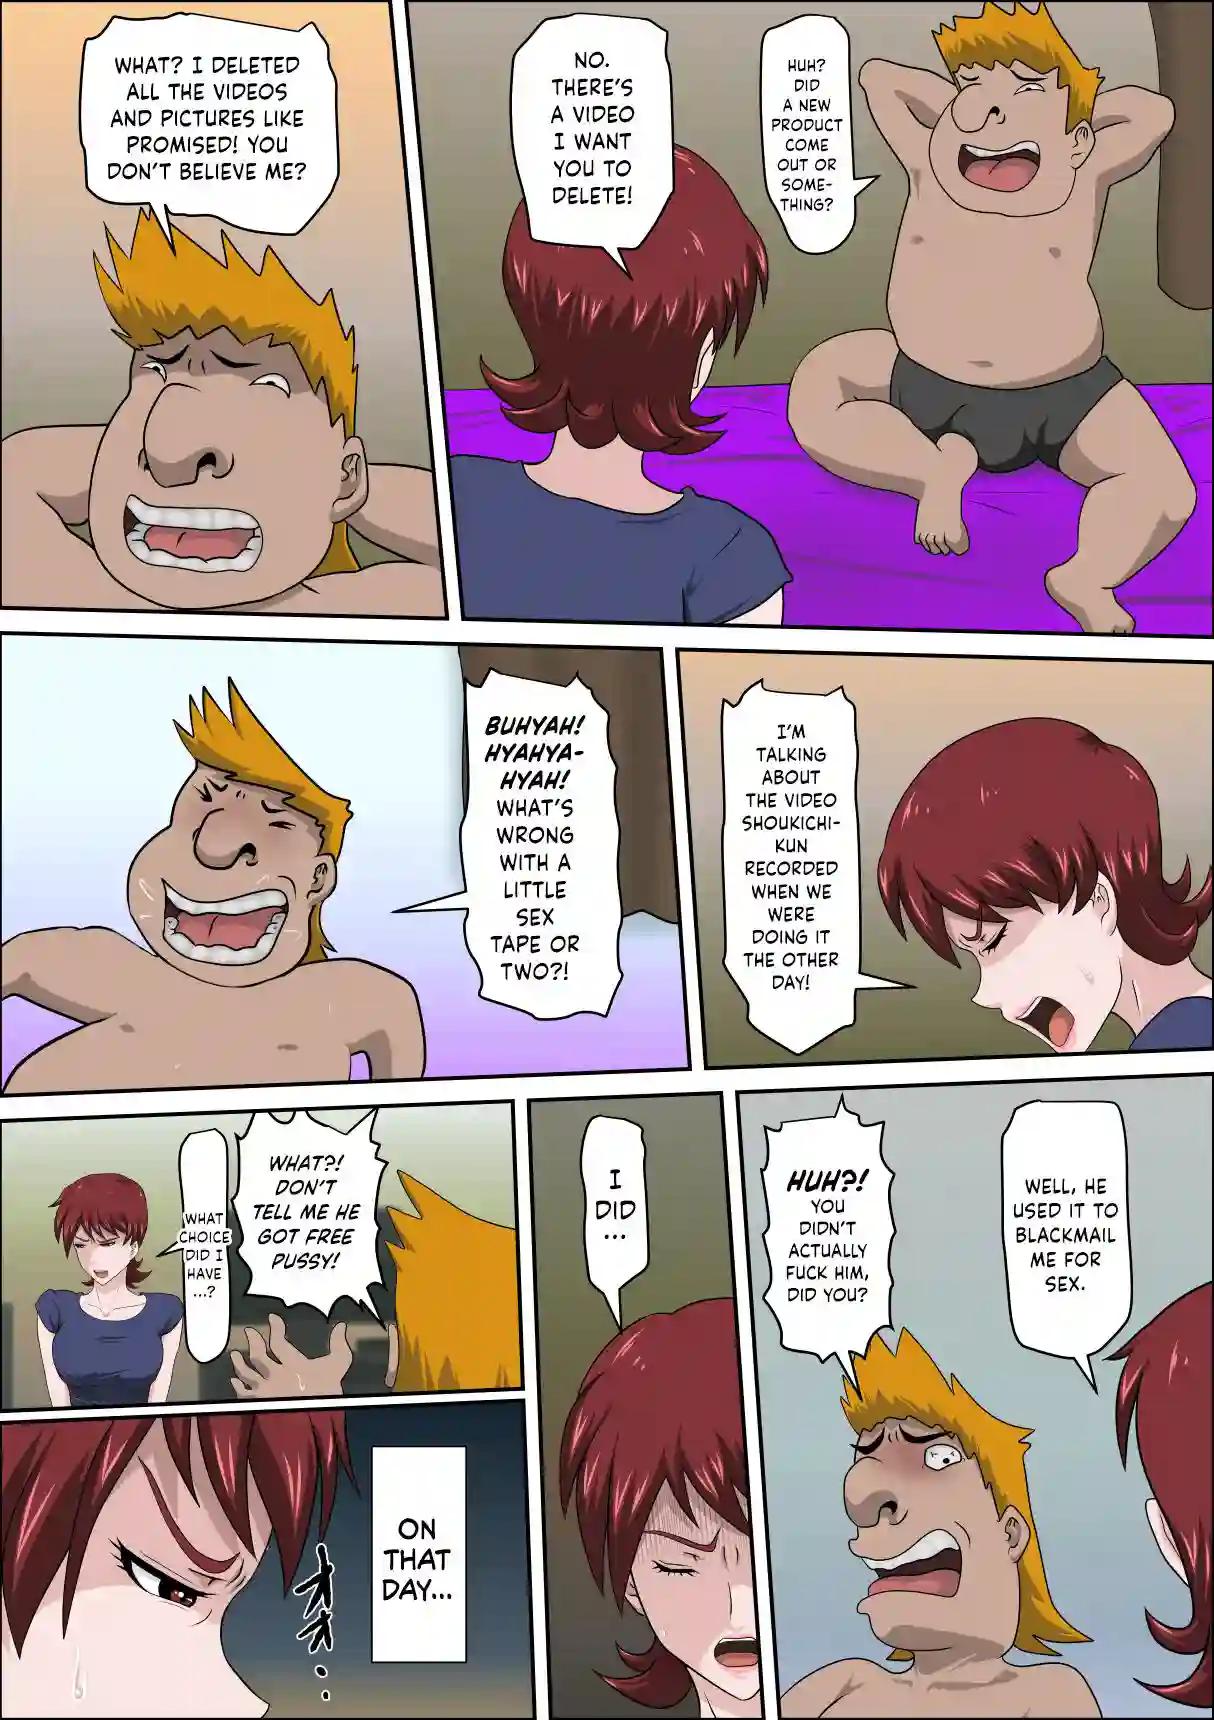 HUH?
DID
A NEW
PRODUCT
COME
OUT OR
SOME-
THING?
NO.
THERE'S
A VIDEO
I WANT
YOU TO
DELETE!
WHAT? I DELETED
ALL THE VIDEOS
AND PICTURES LIKE
PROMISED! YOU
DON'T BELIEVE ME?
I'M
TALKING
ABOUT
THE VIDEO
SHOUKICHI-
KUN
RECORDED
WHEN WE
WERE
DOING IT
THE OTHER
DAY!
BUHYAH!
HYAHYA-
HYAH!
WHAT'S
WRONG
WITH A
LITTLE
SEX
TAPE OR
TWO?!
WELL, HE
USED IT TO
BLACKMAIL
ME FOR
SEX.
HUH?!
YOU
DIDN'T
ACTUALLY
FUCK HIM,
DID YOU?
I
DID
...
WHAT?!
DON'T
TELL ME HE
GOT FREE
PUSSY!
WHAT
CHOICE
DID I
HAVE
...?
ON
THAT
DAY...
オオ・・